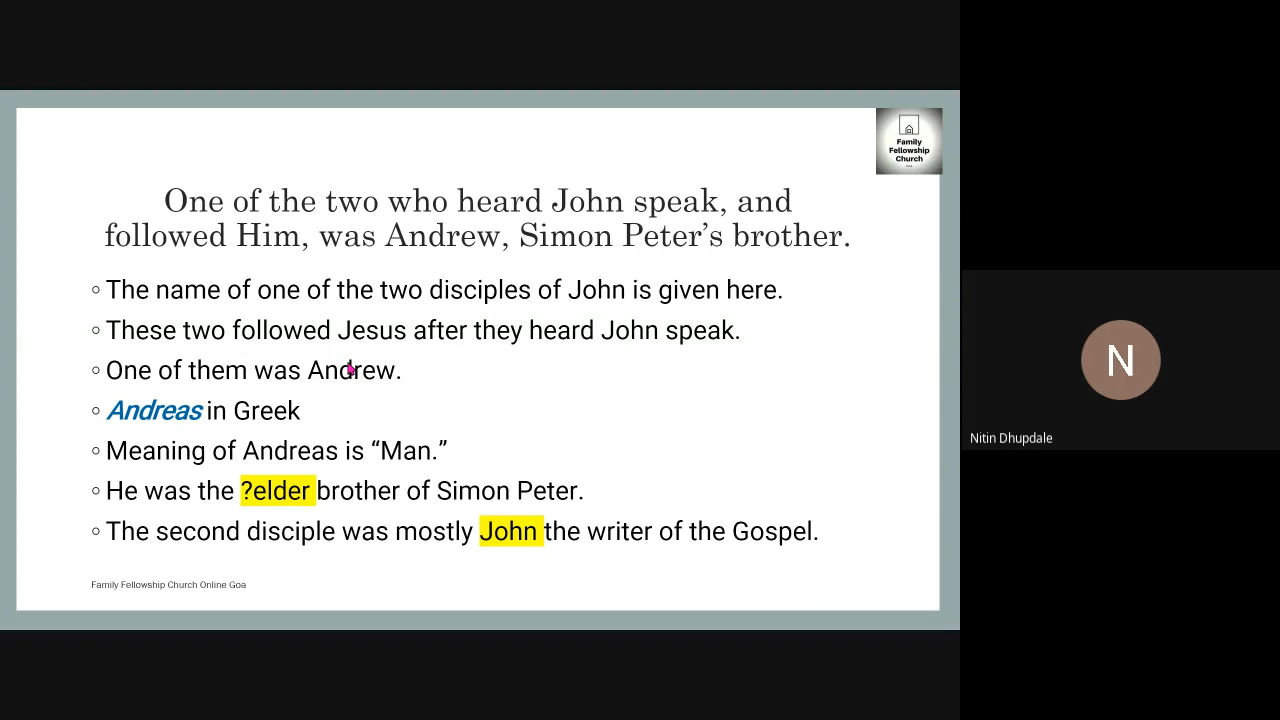 Family
Fellowship
Church
One of the two who heard John speak, and
followed Him, was Andrew, Simon Peter’s brother.
◦ The name of one of the two disciples of John is given here.
◦ These two followed Jesus after they heard John speak.
◦ One of them was Andrew.
◦ Andreas in Greek
◦ Meaning of Andreas is “Man.”
◦ He was the ?elder brother of Simon Peter.
◦ The second disciple was mostly John the writer of the Gospel.
Family Fellowship Church Online Goa
N
Nitin Dhupdale